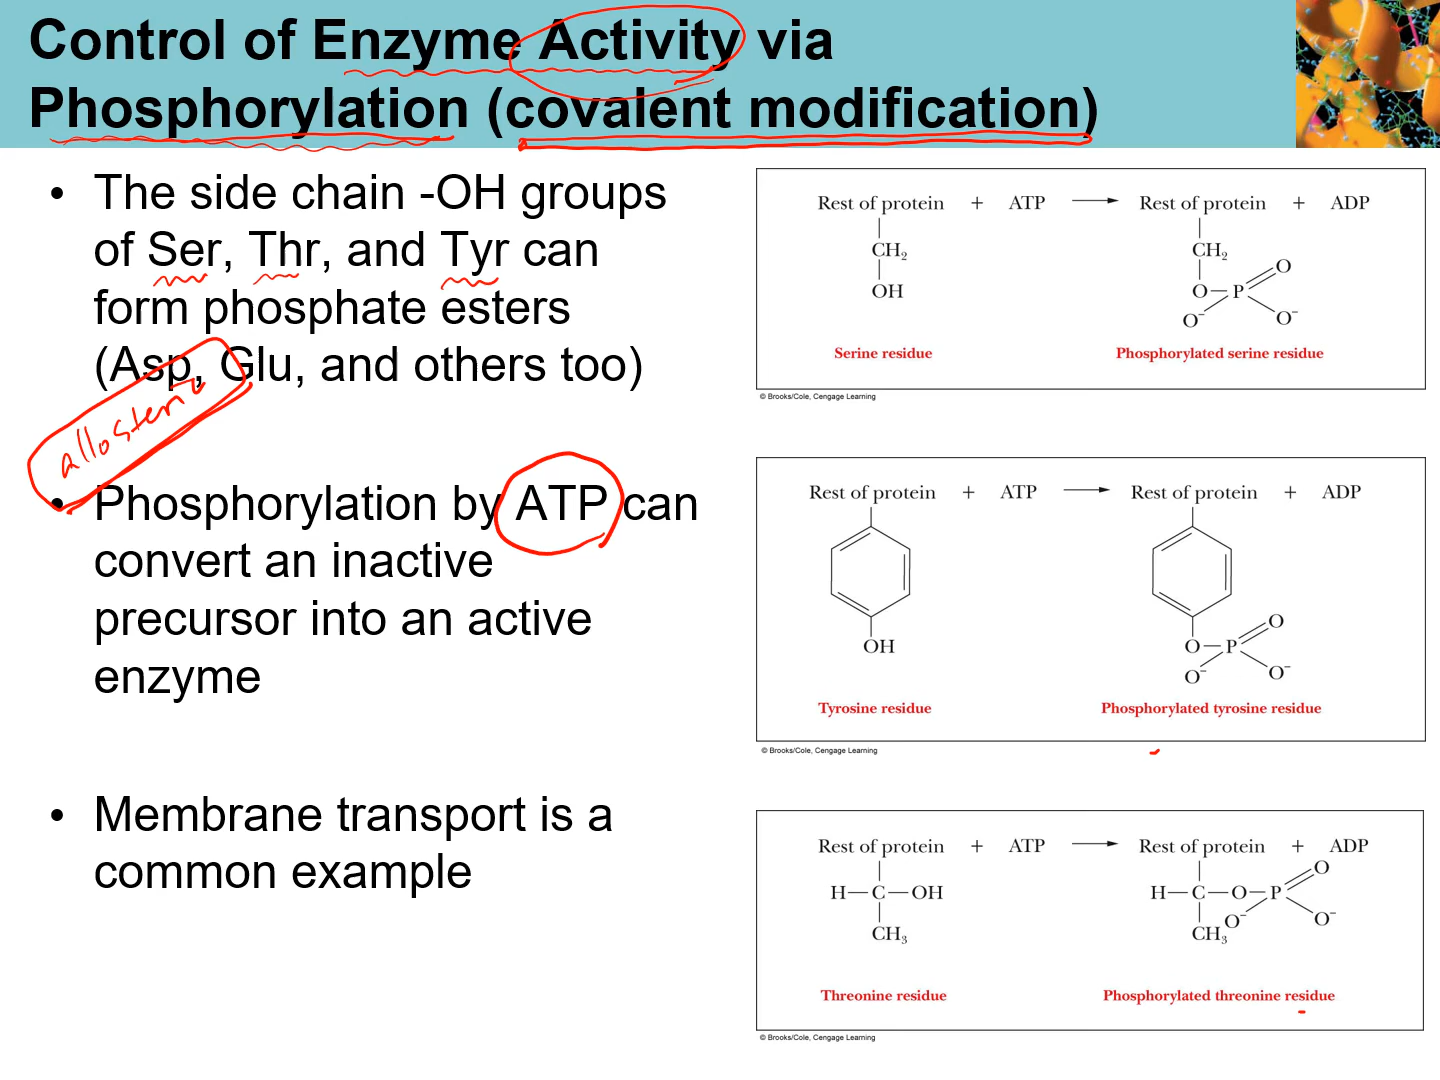 Control of Enzyme Activity via
Phosphorylation (covalent modification)
• The side chain -OH groups
of Ser, Thr, and Tyr can
form phosphate esters
(Asp, Glu, and others too)
allosteric
• Phosphorylation by ATP can
convert an inactive
precursor into an active
enzyme
• Membrane transport is a
common example
Rest of protein + ATP → Rest of protein + ADP
CH₂ CH₂
OH O—P O
O⁻ O⁻
Serine residue Phosphorylated serine residue
© Brooks/Cole, Cengage Learning
Rest of protein + ATP → Rest of protein + ADP
O
OH O—P
O⁻ O⁻
Tyrosine residue Phosphorylated tyrosine residue
© Brooks/Cole, Cengage Learning
Rest of protein + ATP → Rest of protein + ADP
O
H—C—OH H—C—O—P
O⁻ O⁻
CH₃ CH₃
Threonine residue Phosphorylated threonine residue
© Brooks/Cole, Cengage Learning